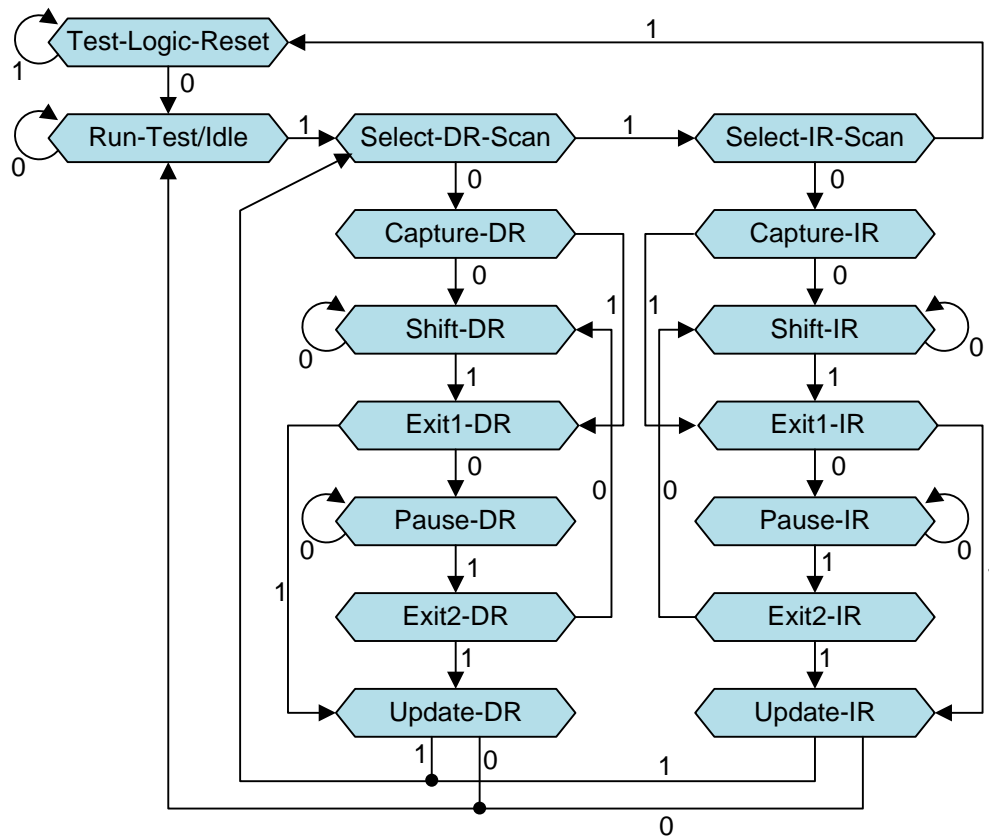 Test-Logic-Reset
1
1
0
Run-Test/Idle
0
1
Select-DR-Scan
1
Select-IR-Scan
0
0
Capture-DR
Capture-IR
0
0
1
1
Shift-DR
0
Shift-IR
0
1
1
Exit1-DR
Exit1-IR
0
0
0
0
Pause-DR
0
Pause-IR
0
1
1
1
Exit2-DR
Exit2-IR
1
1
Update-DR
Update-IR
1
0
1
0